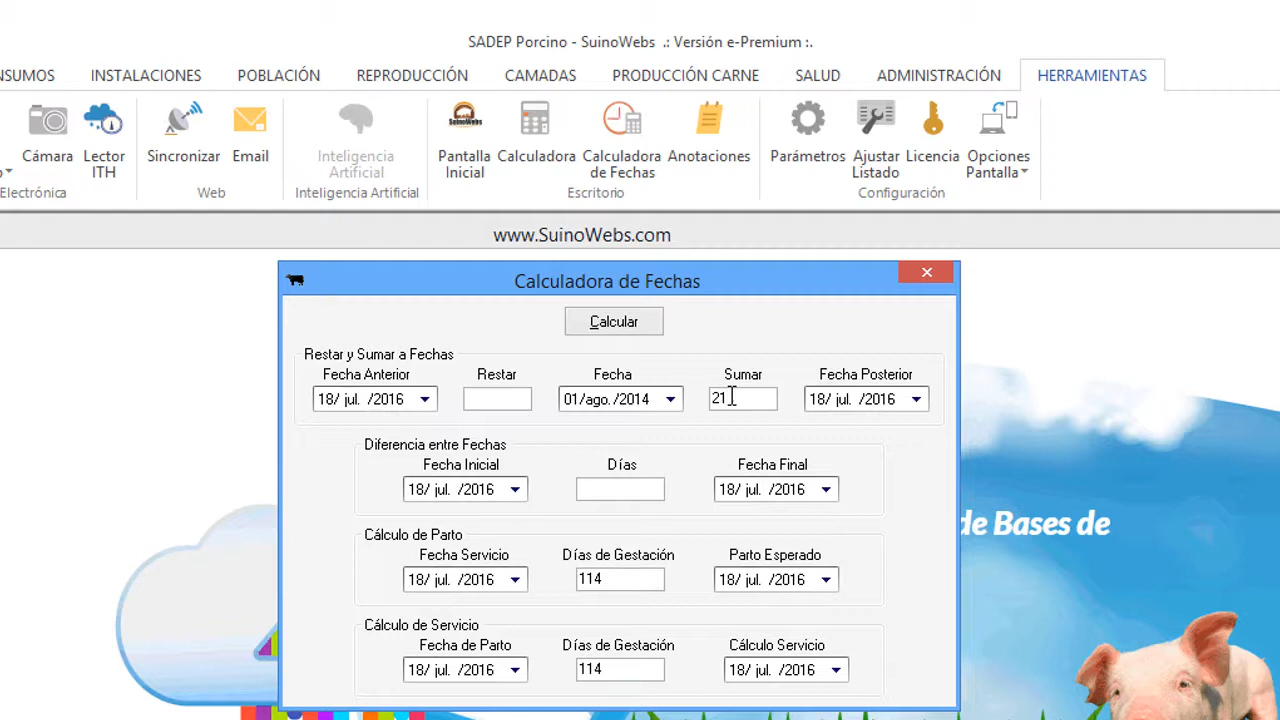 SADEP Porcino - SuinoWebs .: Versión e-Premium :.
NSUMOS INSTALACIONES POBLACIÓN REPRODUCCIÓN CAMADAS PRODUCCIÓN CARNE SALUD ADMINISTRACIÓN HERRAMIENTAS
SuinoWebs
Cámara Lector ITH Sincronizar Email Inteligencia Artificial Pantalla Inicial Calculadora Calculadora de Fechas Anotaciones Parámetros Ajustar Listado Licencia Opciones Pantalla
Electrónica Web Inteligencia Artificial Escritorio Configuración
www.SuinoWebs.com
Calculadora de Fechas
Calcular
Restar y Sumar a Fechas
Fecha Anterior Restar Fecha Sumar Fecha Posterior
18/ jul. /2016 01/ago. /2014 21 18/ jul. /2016
Diferencia entre Fechas
Fecha Inicial Días Fecha Final
18/ jul. /2016 18/ jul. /2016
de Bases de
Cálculo de Parto
Fecha Servicio Días de Gestación Parto Esperado
18/ jul. /2016 114 18/ jul. /2016
Cálculo de Servicio
Fecha de Parto Días de Gestación Cálculo Servicio
18/ jul. /2016 114 18/ jul. /2016